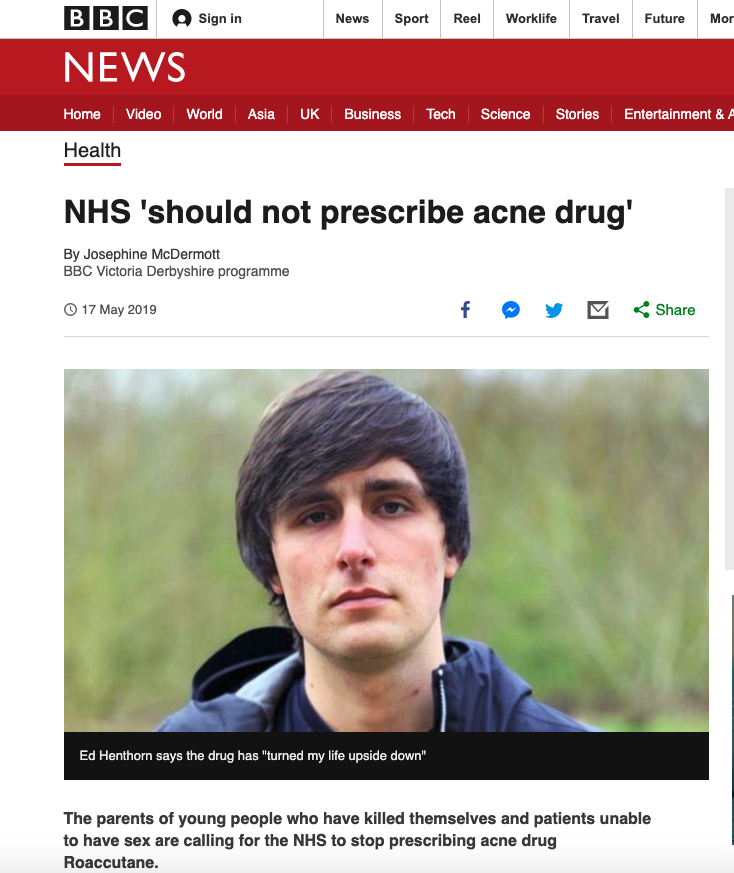 BBC Sign in News Sport Reel Worklife Travel Future Mor
NEWS
Home Video World Asia UK Business Tech Science Stories Entertainment & A
Health
NHS 'should not prescribe acne drug'
By Josephine McDermott
BBC Victoria Derbyshire programme
17 May 2019 Share
Ed Henthorn says the drug has "turned my life upside down"
The parents of young people who have killed themselves and patients unable
to have sex are calling for the NHS to stop prescribing acne drug
Roaccutane.